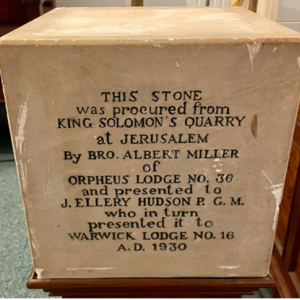 THIS STONE
was procured from
KING SOLOMON'S QUARRY
at JERUSALEM
By BRO. ALBERT MILLER
of
ORPHEUS LODGE NO. 36
and presented to
J. ELLERY HUDSON P. G. M.
who in turn
presented it to
WARWICK LODGE NO. 16
A. D. 1930